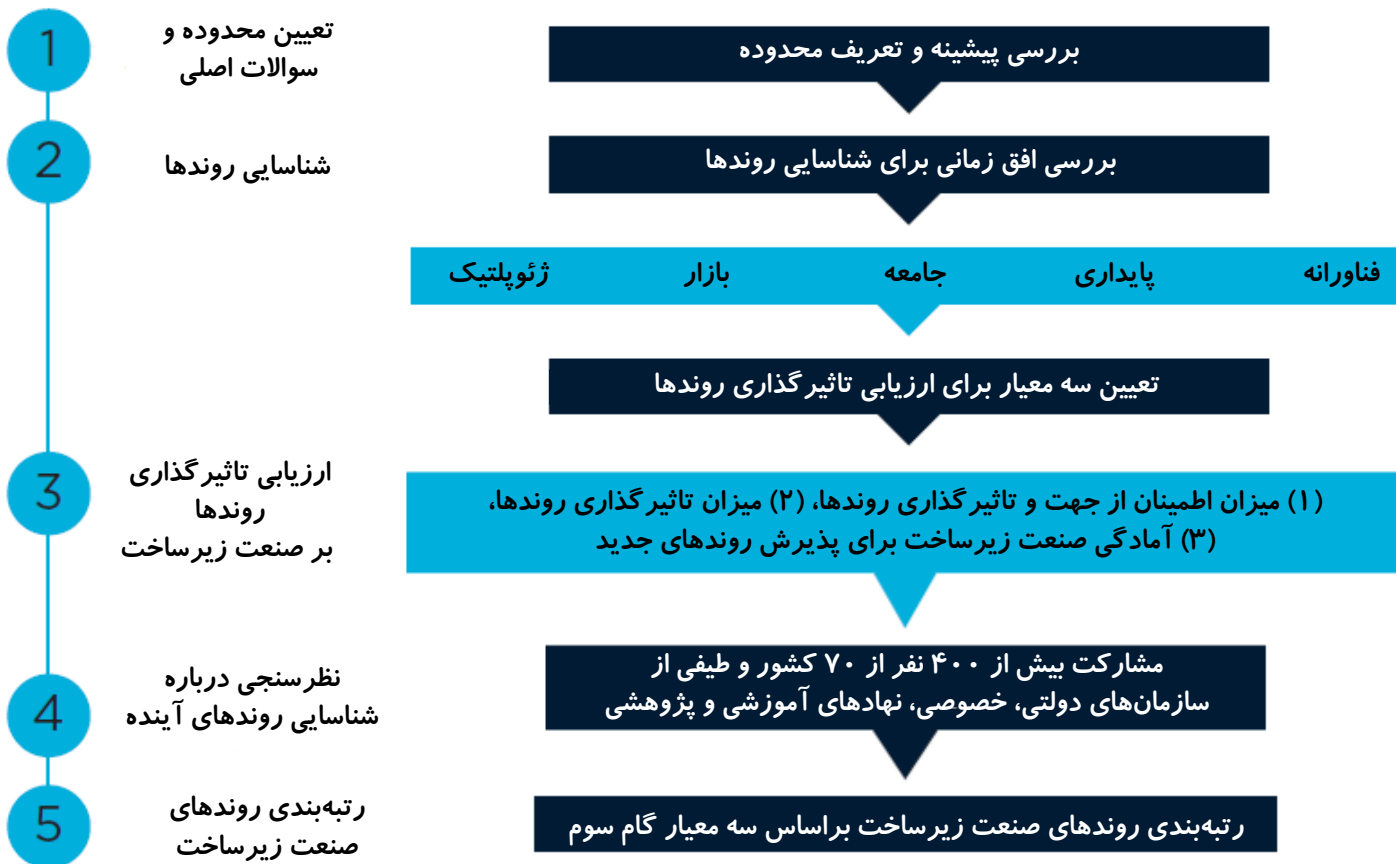 1
تعیین محدوده و
سوالات اصلی
بررسی پیشینه و تعریف محدوده
2
شناسایی روندها
بررسی افق زمانی برای شناسایی روندها
فناورانه پایداری جامعه بازار ژئوپلتیک
تعیین سه معیار برای ارزیابی تاثیرگذاری روندها
3
ارزیابی تاثیرگذاری
روندها
بر صنعت زیرساخت
(۱) میزان اطمینان از جهت و تاثیرگذاری روندها، (۲) میزان تاثیرگذاری روندها،
(۳) آمادگی صنعت زیرساخت برای پذیرش روندهای جدید
4
نظرسنجی درباره
شناسایی روندهای آینده
مشارکت بیش از ۴۰۰ نفر از ۷۰ کشور و طیفی از
سازمان‌های دولتی، خصوصی، نهادهای آموزشی و پژوهشی
5
رتبه‌بندی روندهای
صنعت زیرساخت
رتبه‌بندی روندهای صنعت زیرساخت براساس سه معیار گام سوم